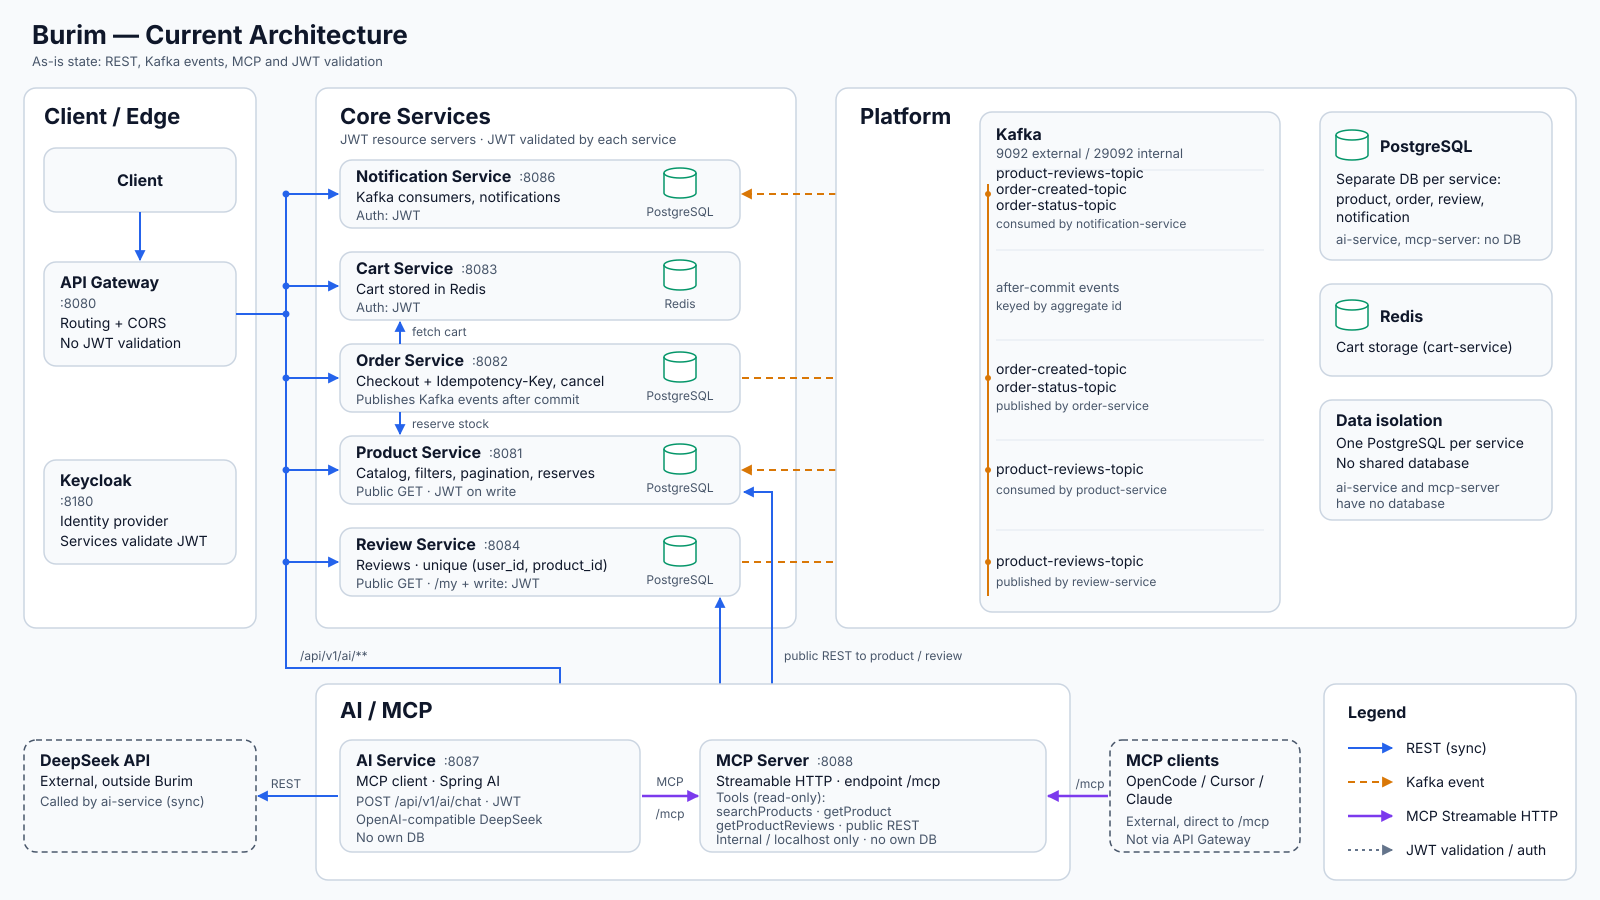 Burim — Current Architecture
As-is state: REST, Kafka events, MCP and JWT validation
Client / Edge
Client
API Gateway
:8080
Routing + CORS
No JWT validation
Keycloak
:8180
Identity provider
Services validate JWT
Core Services
JWT resource servers · JWT validated by each service
Notification Service :8086
Kafka consumers, notifications
Auth: JWT
PostgreSQL
Cart Service :8083
Cart stored in Redis
Auth: JWT
Redis
fetch cart
Order Service :8082
Checkout + Idempotency-Key, cancel
Publishes Kafka events after commit
PostgreSQL
reserve stock
Product Service :8081
Catalog, filters, pagination, reserves
Public GET · JWT on write
PostgreSQL
Review Service :8084
Reviews · unique (user_id, product_id)
Public GET · /my + write: JWT
PostgreSQL
Platform
Kafka
9092 external / 29092 internal
product-reviews-topic
order-created-topic
order-status-topic
consumed by notification-service
after-commit events
keyed by aggregate id
order-created-topic
order-status-topic
published by order-service
product-reviews-topic
consumed by product-service
product-reviews-topic
published by review-service
PostgreSQL
Separate DB per service:
product, order, review,
notification
ai-service, mcp-server: no DB
Redis
Cart storage (cart-service)
Data isolation
One PostgreSQL per service
No shared database
ai-service and mcp-server
have no database
/api/v1/ai/**
public REST to product / review
DeepSeek API
External, outside Burim
Called by ai-service (sync)
REST
AI / MCP
AI Service :8087
MCP client · Spring AI
POST /api/v1/ai/chat · JWT
OpenAI-compatible DeepSeek
No own DB
MCP
/mcp
MCP Server :8088
Streamable HTTP · endpoint /mcp
Tools (read-only):
searchProducts · getProduct
getProductReviews · public REST
Internal / localhost only · no own DB
/mcp
MCP clients
OpenCode / Cursor /
Claude
External, direct to /mcp
Not via API Gateway
Legend
REST (sync)
Kafka event
MCP Streamable HTTP
JWT validation / auth